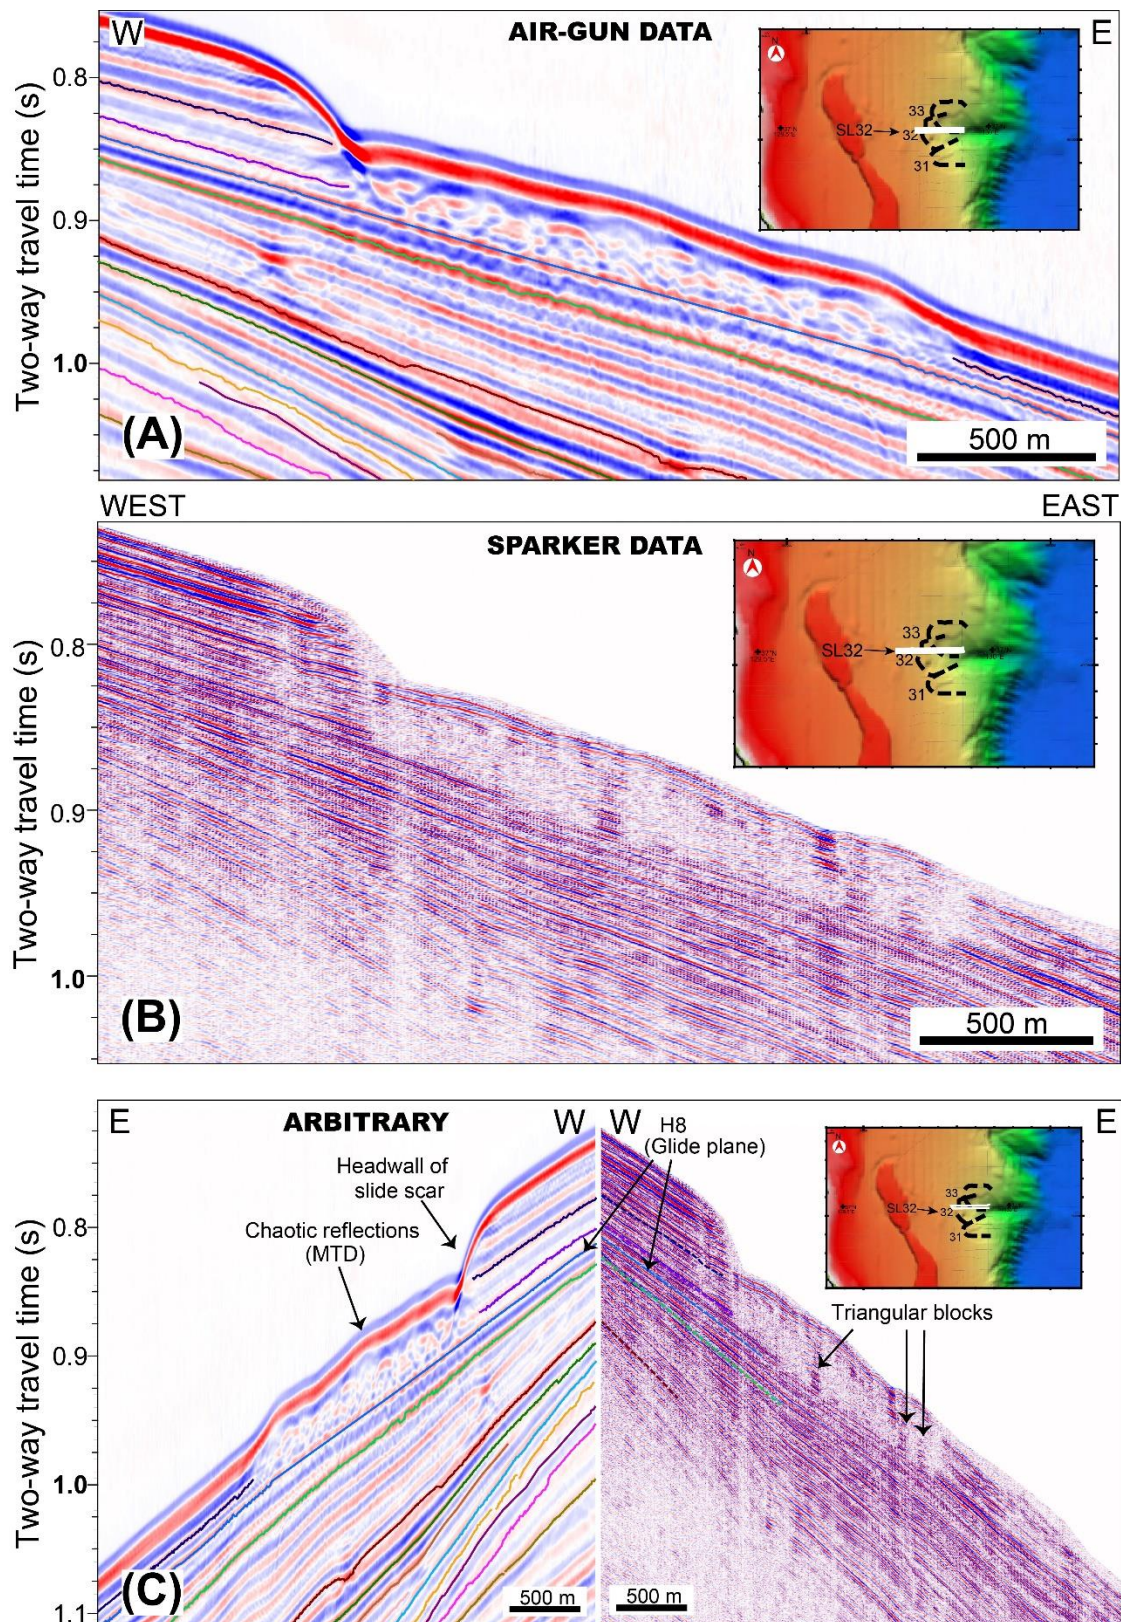 W
AIR-GUN DATA
E
N
33
SL32
32
31
Two-way travel time (s)
0.8
0.9
1.0
(A)
500 m
WEST
EAST
SPARKER DATA
N
33
SL32
32
31
Two-way travel time (s)
0.8
0.9
1.0
(B)
500 m
E
ARBITRARY
W
W
E
H8
(Glide plane)
Headwall of
slide scar
Chaotic reflections
(MTD)
N
33
SL32
32
31
Triangular blocks
Two-way travel time (s)
0.8
0.9
1.0
1.1
(C)
500 m
500 m